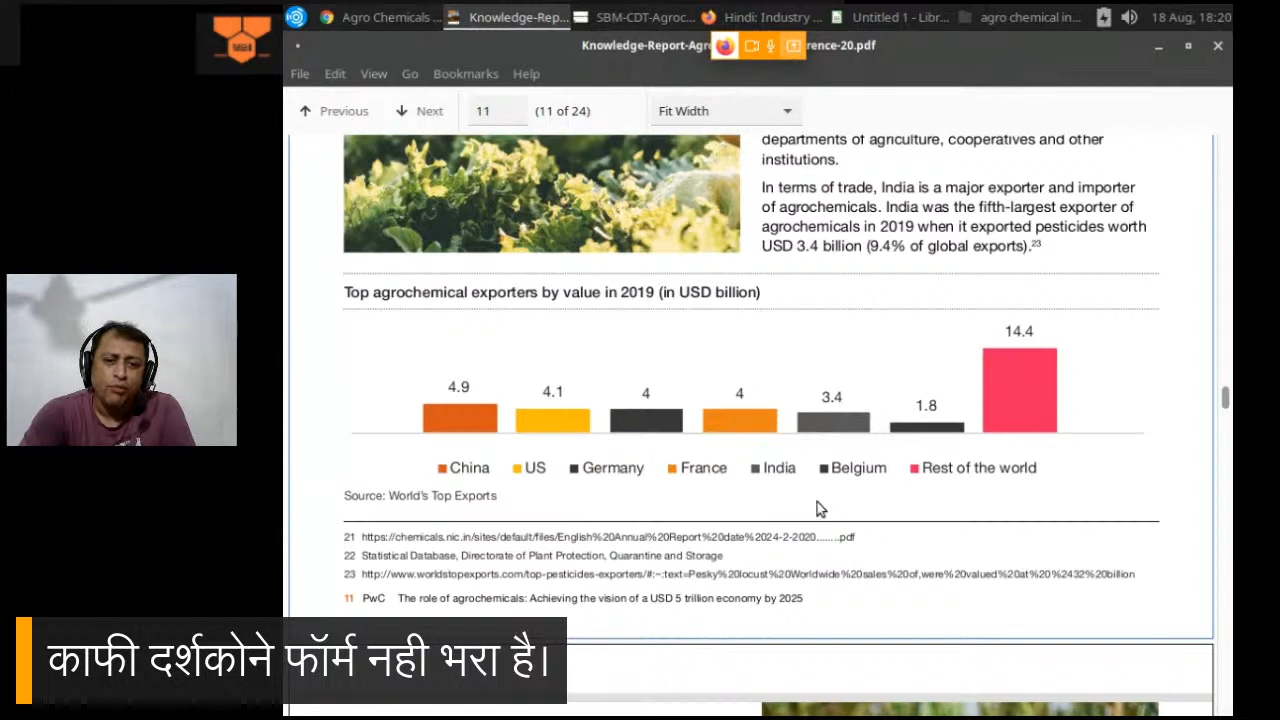 Agro Chemicals ...
Knowledge-Rep...
SBM-CDT-Agroc...
Hindi: Industry ...
Untitled 1 - Libr...
agro chemical in...
18 Aug, 18:20
Knowledge-Report-Agr
rence-20.pdf
File Edit View Go Bookmarks Help
Previous Next 11 (11 of 24) Fit Width
departments of agriculture, cooperatives and other
institutions.
In terms of trade, India is a major exporter and importer
of agrochemicals. India was the fifth-largest exporter of
agrochemicals in 2019 when it exported pesticides worth
USD 3.4 billion (9.4% of global exports).23
Top agrochemical exporters by value in 2019 (in USD billion)
14.4
4.9 4.1 4 4 3.4 1.8
China US Germany France India Belgium Rest of the world
Source: World's Top Exports
21 https://chemicals.nic.in/sites/default/files/English%20Annual%20Report%20date%2024-2-2020........pdf
22 Statistical Database, Directorate of Plant Protection, Quarantine and Storage
23 http://www.worldstopexports.com/top-pesticides-exporters/#:~:text=Pesky%20locust%20Worldwide%20sales%20of,were%20valued%20at%20%2432%20billion
11 PwC The role of agrochemicals: Achieving the vision of a USD 5 trillion economy by 2025
काफी दर्शकोने फॉर्म नही भरा है।